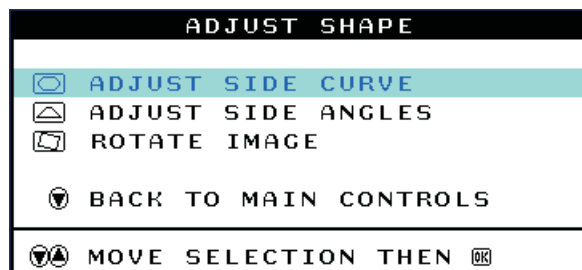 ADJUST SHAPE
ADJUST SIDE CURVE
ADJUST SIDE ANGLES
ROTATE IMAGE
BACK TO MAIN CONTROLS
MOVE SELECTION THEN OK